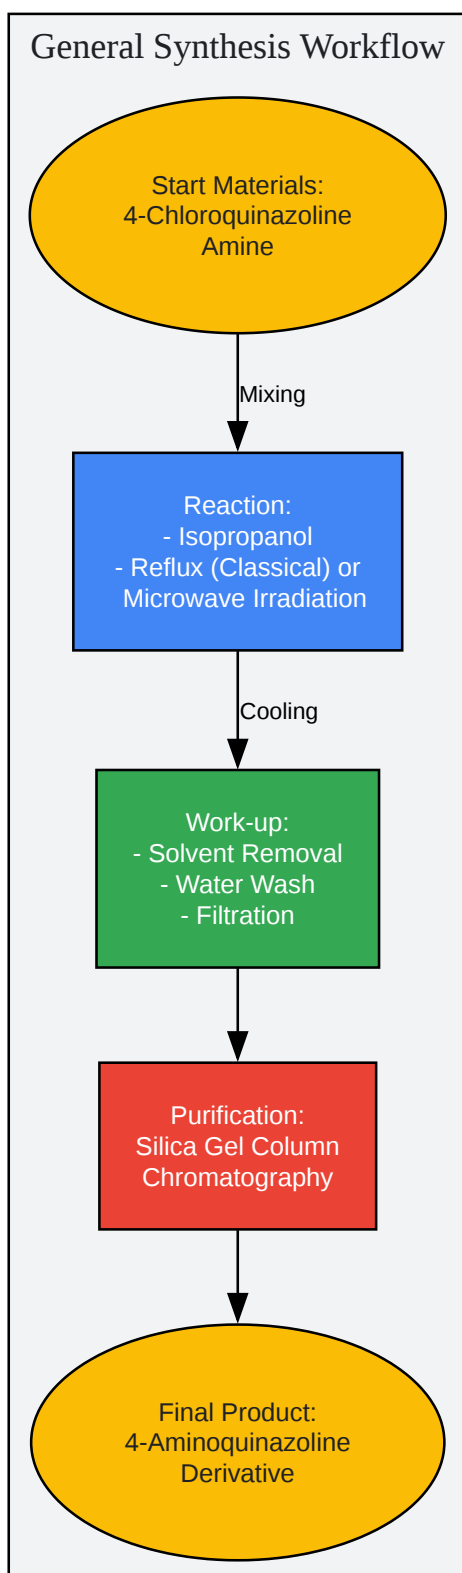 General Synthesis Workflow
Start Materials:
4-Chloroquinazoline
Amine
Mixing
Reaction:
- Isopropanol
- Reflux (Classical) or
Microwave Irradiation
Cooling
Work-up:
- Solvent Removal
- Water Wash
- Filtration
Purification:
Silica Gel Column
Chromatography
Final Product:
4-Aminoquinazoline
Derivative